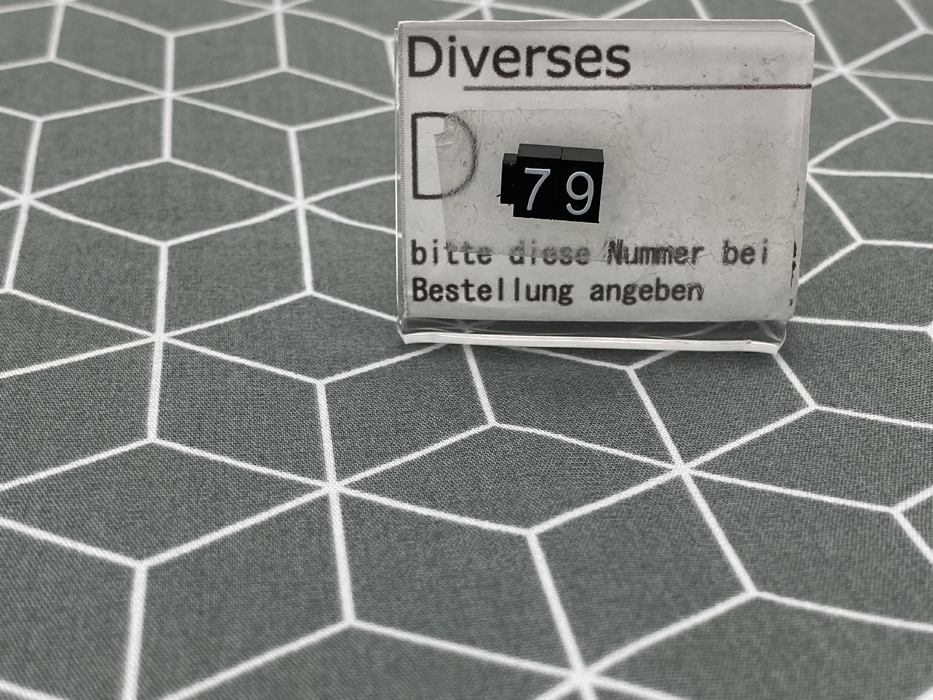 Diverses
D 79
bitte diese Nummer bei
Bestellung angeben